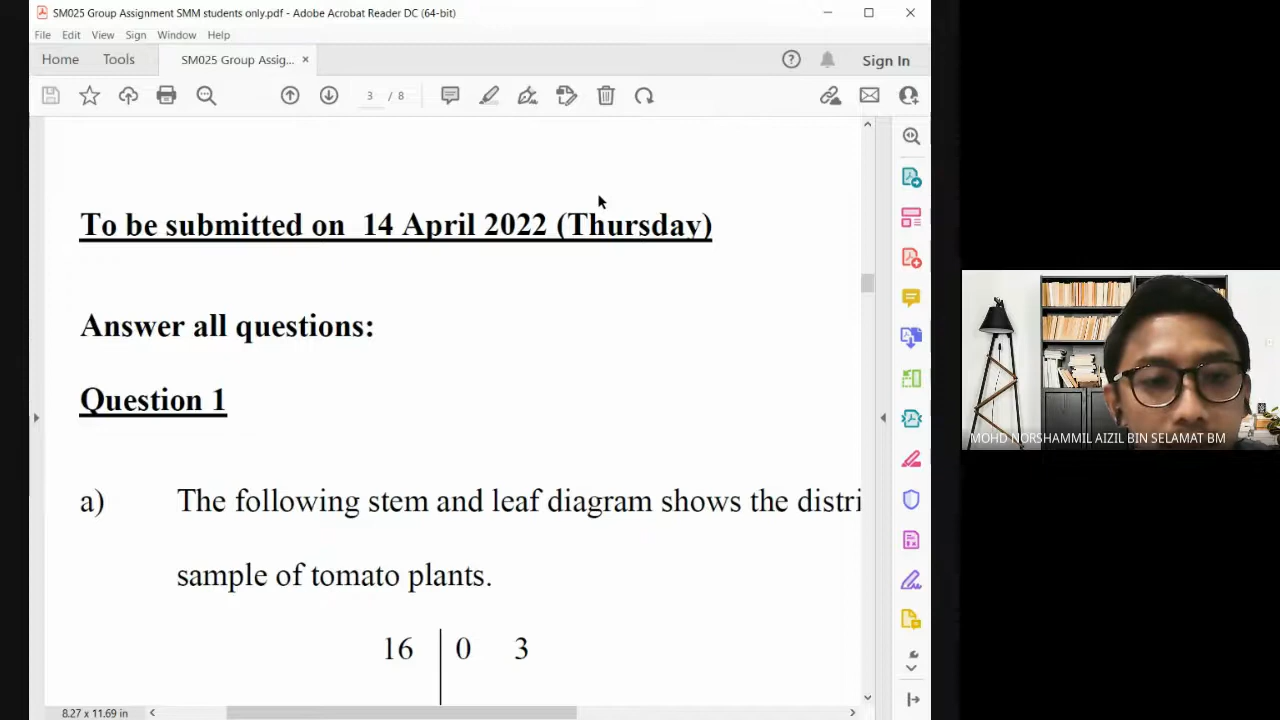 SM025 Group Assignment SMM students only.pdf - Adobe Acrobat Reader DC (64-bit)
File Edit View Sign Window Help
Home Tools SM025 Group Assig... × Sign In
3 / 8
To be submitted on 14 April 2022 (Thursday)
Answer all questions:
Question 1
a) The following stem and leaf diagram shows the distri
sample of tomato plants.
16 0 3
8.27 x 11.69 in
MOHD NORSHAMMIL AIZIL BIN SELAMAT BM